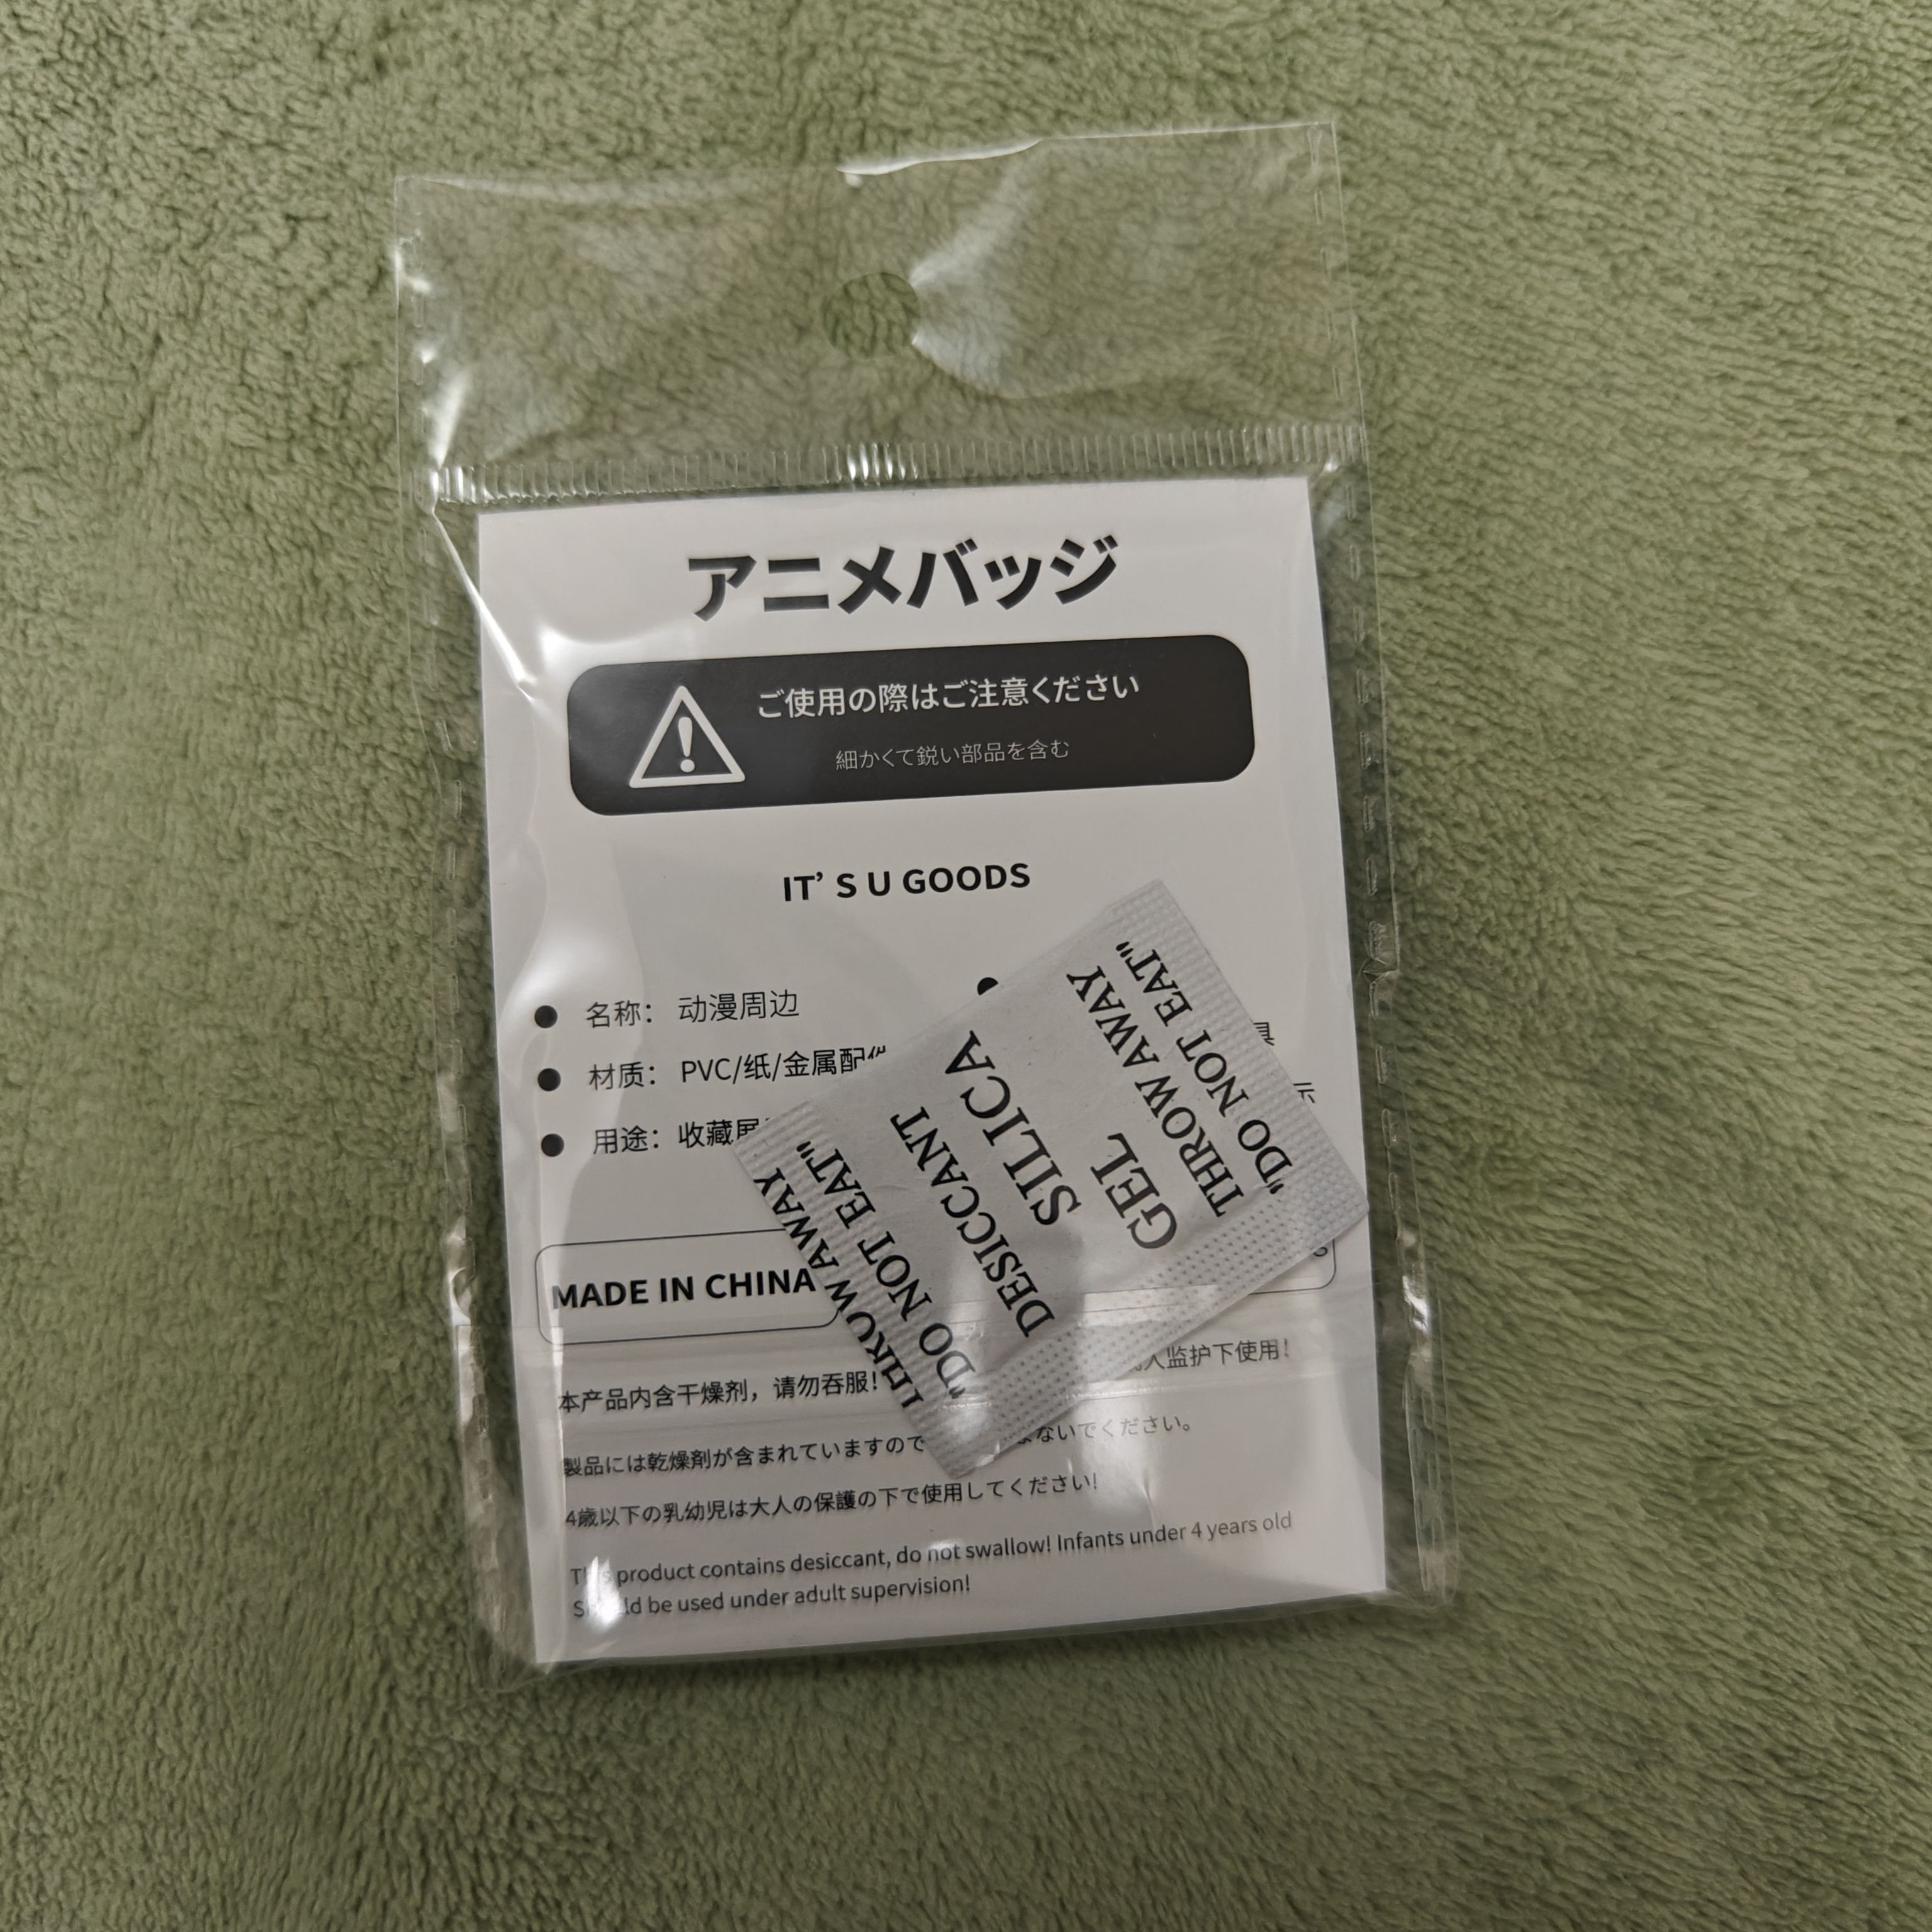 アニメバッジ
ご使用の際はご注意ください
細かくて鋭い部品を含む
IT' S U GOODS
名称： 动漫周边
材质： PVC/纸/金属配
用途： 收藏
MADE IN CHINA
本产品内含干燥剂，请勿吞服！
人监护下使用！
製品には乾燥剤が含まれていますので
ないでください。
4歳以下の乳幼児は大人の保護の下で使用してください!
This product contains desiccant, do not swallow! Infants under 4 years old
Should be used under adult supervision!
THROW AWAY
"DO NOT EAT"
DESICCANT
SILICA
GEL
THROW AWAY
"DO NOT EAT"